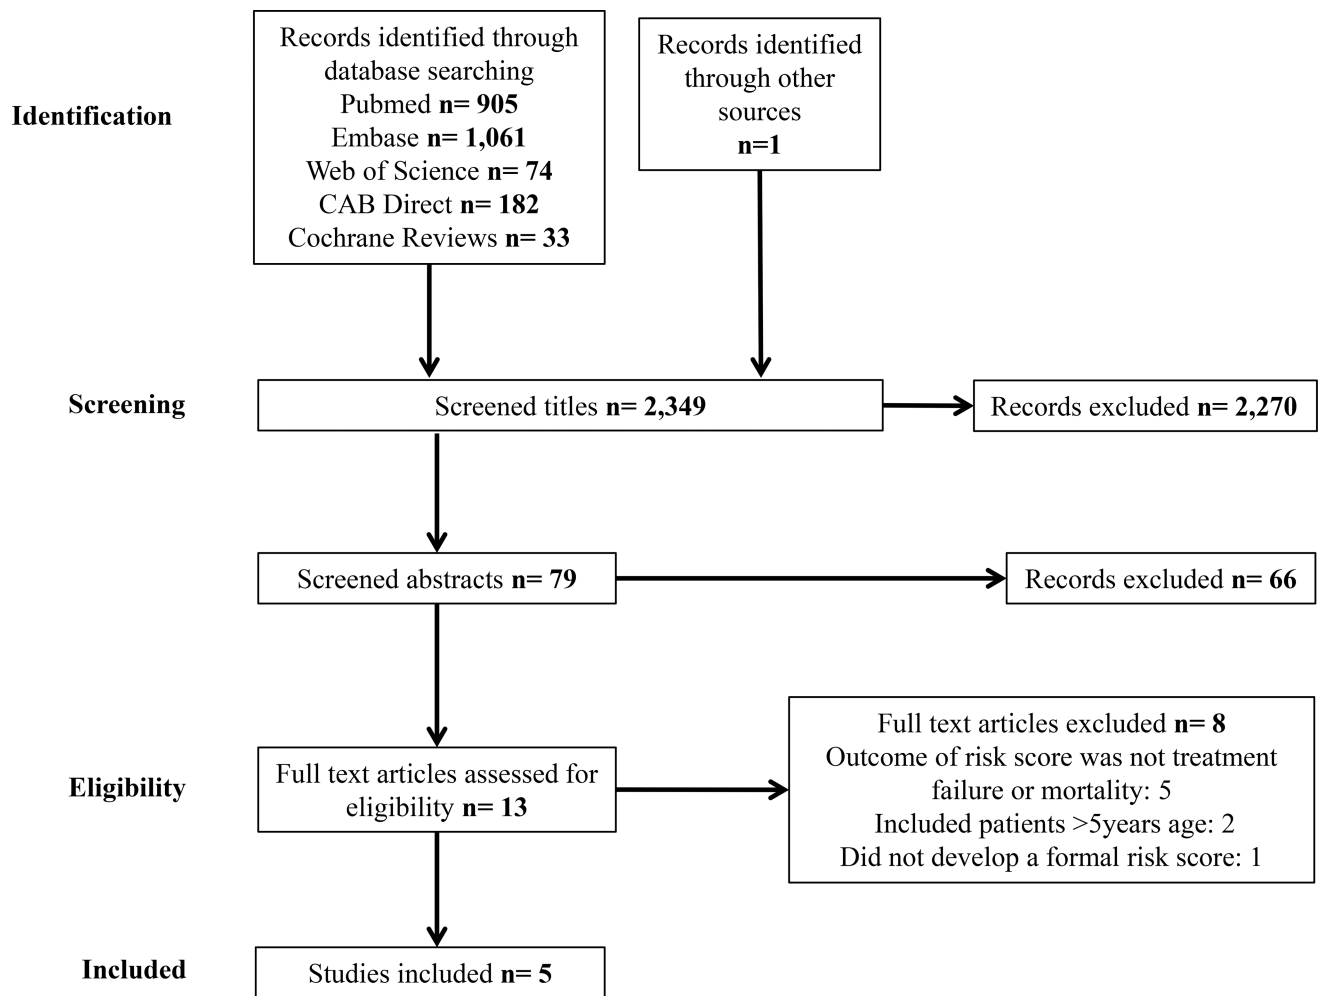 Identification
Records identified through
database searching
Pubmed n= 905
Embase n= 1,061
Web of Science n= 74
CAB Direct n= 182
Cochrane Reviews n= 33
Records identified
through other
sources
n=1
Screening
Screened titles n= 2,349
Records excluded n= 2,270
Screened abstracts n= 79
Records excluded n= 66
Eligibility
Full text articles assessed for
eligibility n= 13
Full text articles excluded n= 8
Outcome of risk score was not treatment
failure or mortality: 5
Included patients >5years age: 2
Did not develop a formal risk score: 1
Included
Studies included n= 5